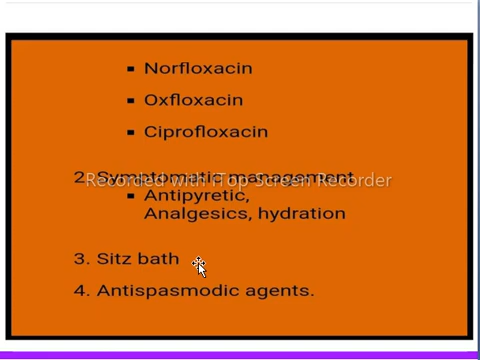 ▪ Norfloxacin
▪ Oxfloxacin
▪ Ciprofloxacin
2. Symptomatic management
Recorded with iTop Screen Recorder
▪ Antipyretic,
Analgesics, hydration
3. Sitz bath
4. Antispasmodic agents.